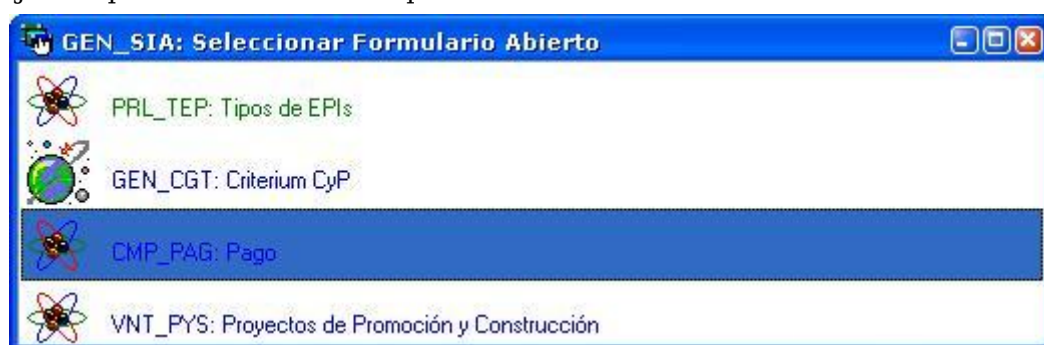 GEN_SIA: Seleccionar Formulario Abierto
PRL_TEP: Tipos de EPIs
GEN_CGT: Criterium CyP
CMP_PAG: Pago
VNT_PYS: Proyectos de Promoción y Construcción